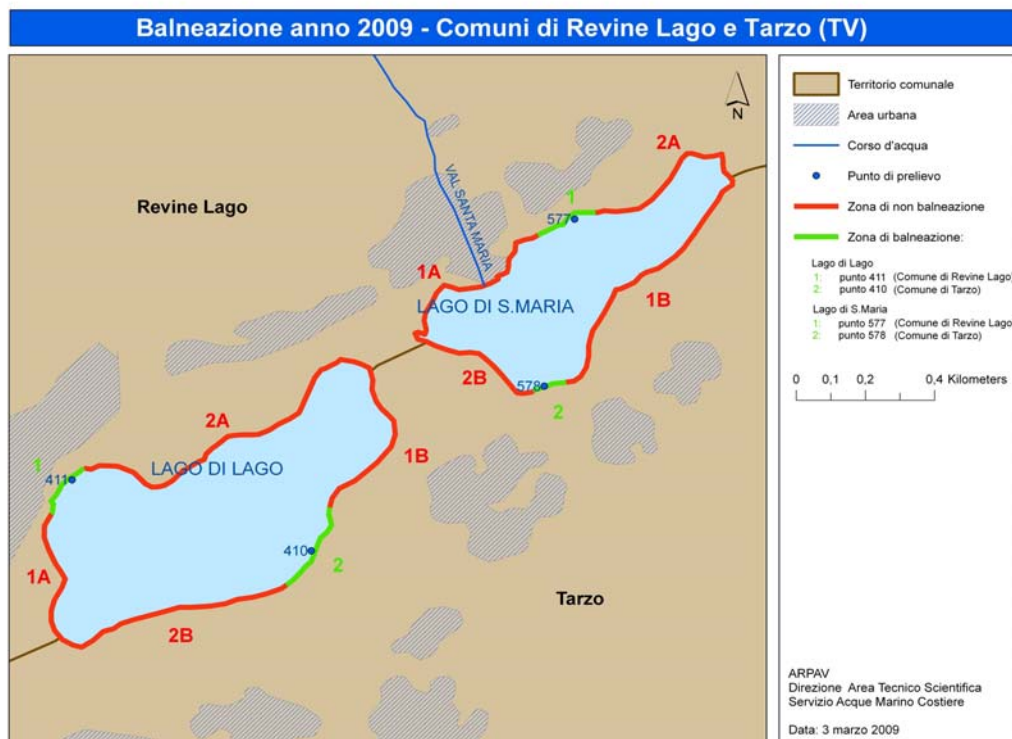 Balneazione anno 2009 - Comuni di Revine Lago e Tarzo (TV)
N
2A
Revine Lago
VAL SANTA MARIA
1
577
1A
LAGO DI S.MARIA
1B
2B
578
2
2A
1B
1
LAGO DI LAGO
411
410
2
1A
2B
Tarzo
Territorio comunale
Area urbana
Corso d'acqua
Punto di prelievo
Zona di non balneazione
Zona di balneazione:
Lago di Lago
1: punto 411 (Comune di Revine Lago)
2: punto 410 (Comune di Tarzo)
Lago di S.Maria
1: punto 577 (Comune di Revine Lago
2: punto 578 (Comune di Tarzo)
0 0,1 0,2 0,4 Kilometers
ARPAV
Direzione Area Tecnico Scientifica
Servizio Acque Marino Costiere
Data: 3 marzo 2009